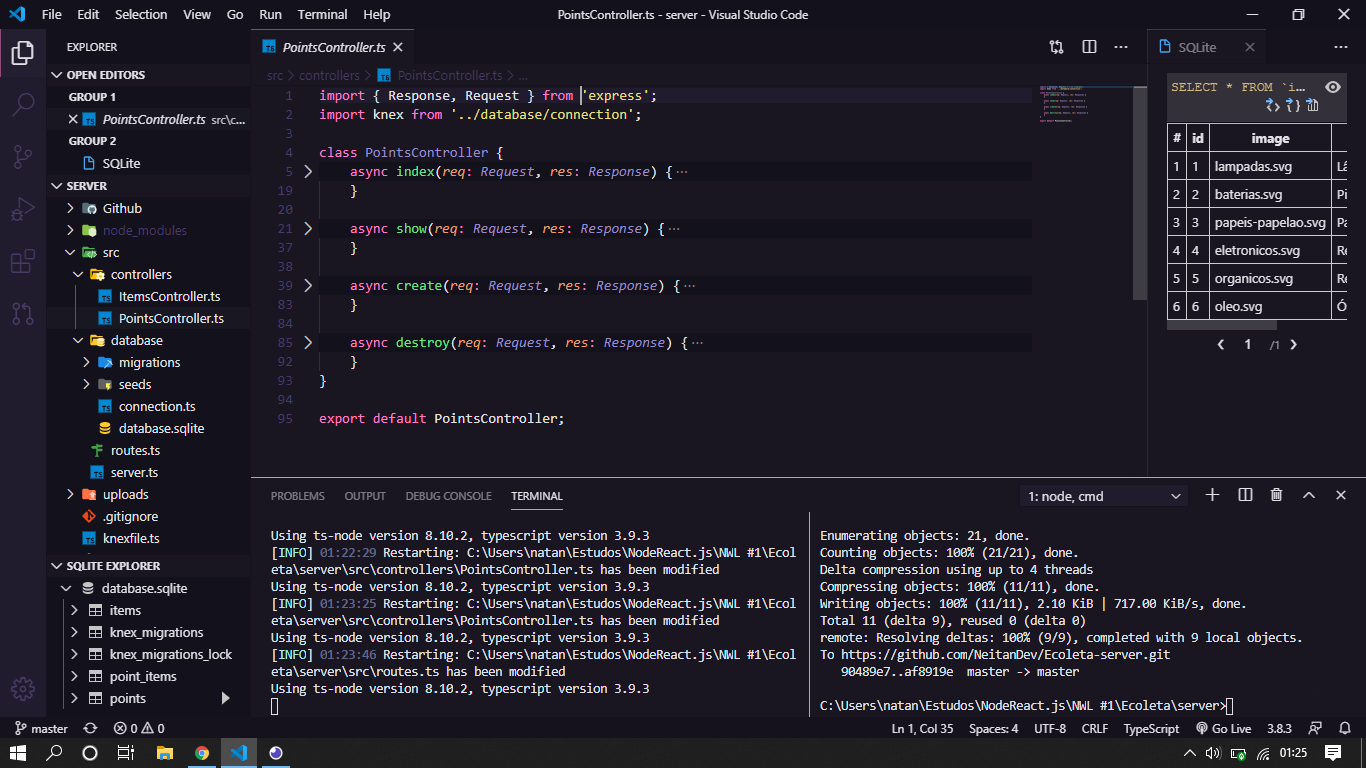 File Edit Selection View Go Run Terminal Help PointsController.ts - server - Visual Studio Code
EXPLORER
OPEN EDITORS
GROUP 1
TS PointsController.ts src\c...
GROUP 2
SQLite
SERVER
Github
node_modules
src
controllers
TS ItemsController.ts
TS PointsController.ts
database
migrations
seeds
TS connection.ts
database.sqlite
routes.ts
TS server.ts
uploads
.gitignore
TS knexfile.ts
SQLITE EXPLORER
database.sqlite
items
knex_migrations
knex_migrations_lock
point_items
points
TS PointsController.ts
src > controllers > TS PointsController.ts > ...
1 import { Response, Request } from 'express';
2 import knex from '../database/connection';
3
4 class PointsController {
5 async index(req: Request, res: Response) { ...
19 }
20
21 async show(req: Request, res: Response) { ...
37 }
38
39 async create(req: Request, res: Response) { ...
83 }
84
85 async destroy(req: Request, res: Response) { ...
92 }
93 }
94
95 export default PointsController;
SQLite
SELECT * FROM `i...
# id image
1 1 lampadas.svg Lâ
2 2 baterias.svg Pi
3 3 papeis-papelao.svg Pa
4 4 eletronicos.svg Re
5 5 organicos.svg Re
6 6 oleo.svg Ó
1 /1
PROBLEMS OUTPUT DEBUG CONSOLE TERMINAL 1: node, cmd
Using ts-node version 8.10.2, typescript version 3.9.3
[INFO] 01:22:29 Restarting: C:\Users\natan\Estudos\NodeReact.js\NWL #1\Ecol
eta\server\src\controllers\PointsController.ts has been modified
Using ts-node version 8.10.2, typescript version 3.9.3
[INFO] 01:23:25 Restarting: C:\Users\natan\Estudos\NodeReact.js\NWL #1\Ecol
eta\server\src\controllers\PointsController.ts has been modified
Using ts-node version 8.10.2, typescript version 3.9.3
[INFO] 01:23:46 Restarting: C:\Users\natan\Estudos\NodeReact.js\NWL #1\Ecol
eta\server\src\routes.ts has been modified
Using ts-node version 8.10.2, typescript version 3.9.3
Enumerating objects: 21, done.
Counting objects: 100% (21/21), done.
Delta compression using up to 4 threads
Compressing objects: 100% (11/11), done.
Writing objects: 100% (11/11), 2.10 KiB | 717.00 KiB/s, done.
Total 11 (delta 9), reused 0 (delta 0)
remote: Resolving deltas: 100% (9/9), completed with 9 local objects.
To https://github.com/NeitanDev/Ecoleta-server.git
90489e7..af8919e master -> master
C:\Users\natan\Estudos\NodeReact.js\NWL #1\Ecoleta\server>
master 0 0 Ln 1, Col 35 Spaces: 4 UTF-8 CRLF TypeScript Go Live 3.8.3
01:25